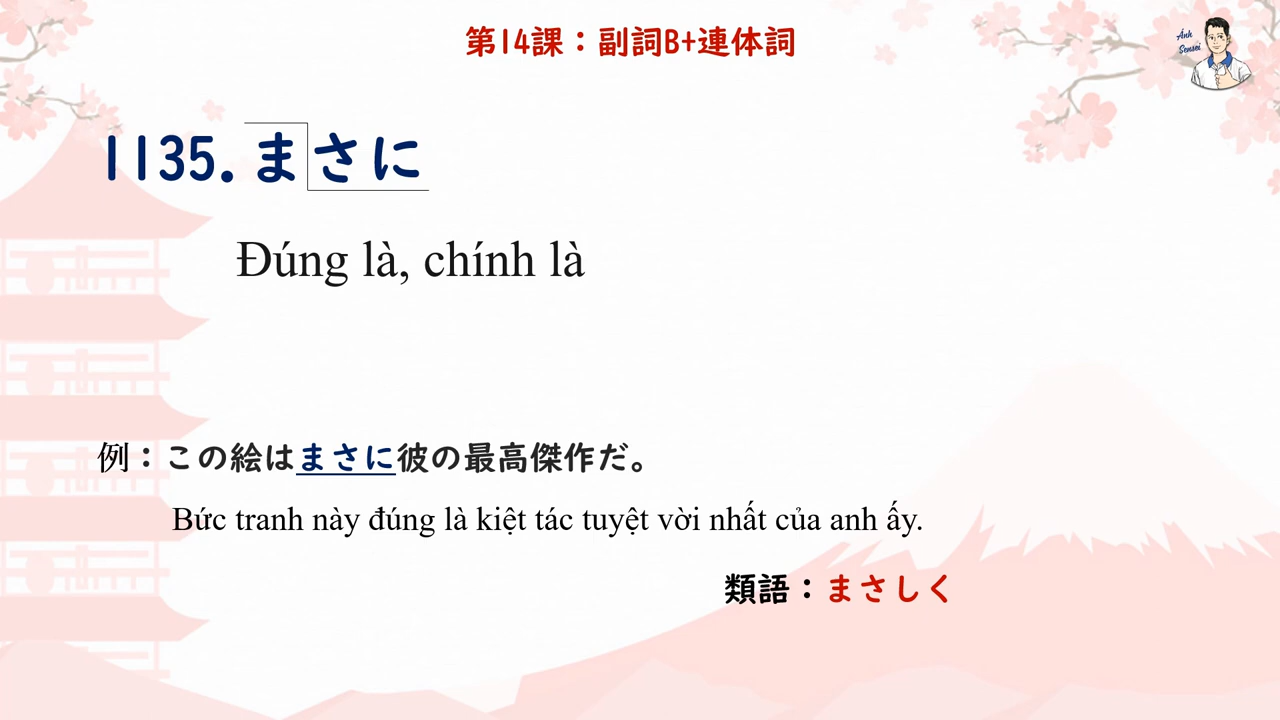 第14課：副詞B+連体詞
Ánh
Sensei
1135. まさに
Đúng là, chính là
例：この絵はまさに彼の最高傑作だ。
Bức tranh này đúng là kiệt tác tuyệt vời nhất của anh ấy.
類語：まさしく